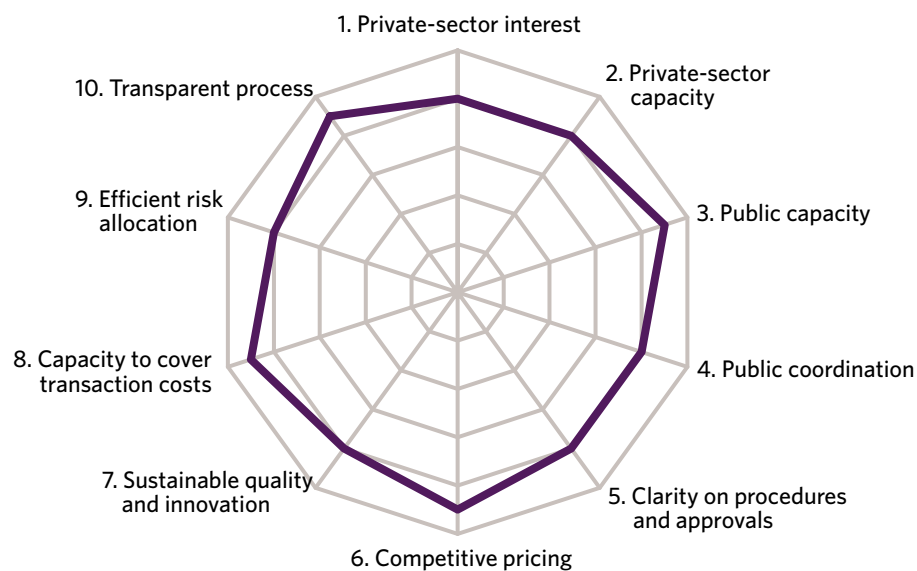 1. Private-sector interest
2. Private-sector
capacity
3. Public capacity
4. Public coordination
5. Clarity on procedures
and approvals
6. Competitive pricing
7. Sustainable quality
and innovation
8. Capacity to cover
transaction costs
9. Efficient risk
allocation
10. Transparent process